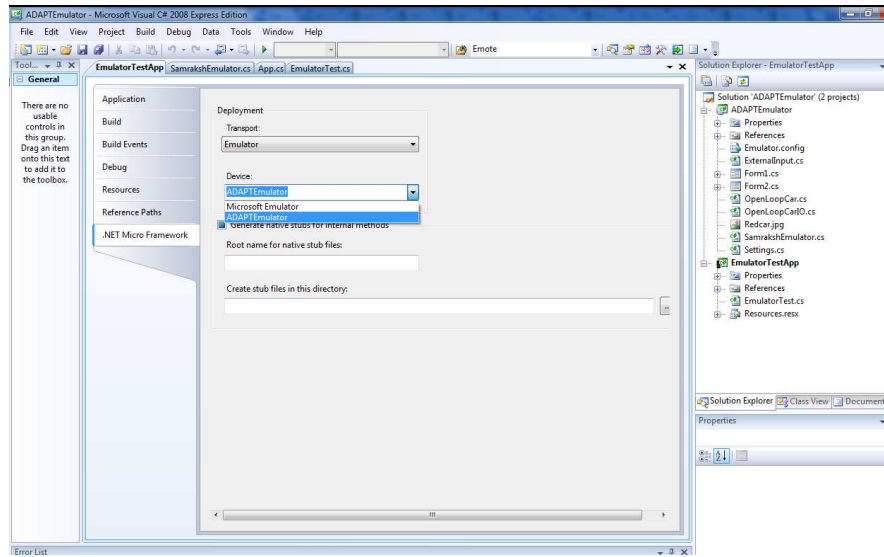 ADAPTEmulator - Microsoft Visual C# 2008 Express Edition
File Edit View Project Build Debug Data Tools Window Help
Emote
Tool...
General
There are no
usable
controls in
this group.
Drag an item
onto this text
to add it to
the toolbox.
EmulatorTestApp SamrakshEmulator.cs App.cs EmulatorTest.cs
Application
Build
Build Events
Debug
Resources
Reference Paths
.NET Micro Framework
Deployment
Transport:
Emulator
Device:
ADAPTEmulator
Microsoft Emulator
ADAPTEmulator
Generate native stubs for internal methods
Root name for native stub files:
Create stub files in this directory:
...
Solution Explorer - EmulatorTestApp
Solution 'ADAPTEmulator' (2 projects)
ADAPTEmulator
Properties
References
Emulator.config
ExternalInput.cs
Form1.cs
Form2.cs
OpenLoopCar.cs
OpenLoopCarIO.cs
Redcar.jpg
SamrakshEmulator.cs
Settings.cs
EmulatorTestApp
Properties
References
EmulatorTest.cs
Resources.resx
Solution Explorer Class View Document
Properties
Error List